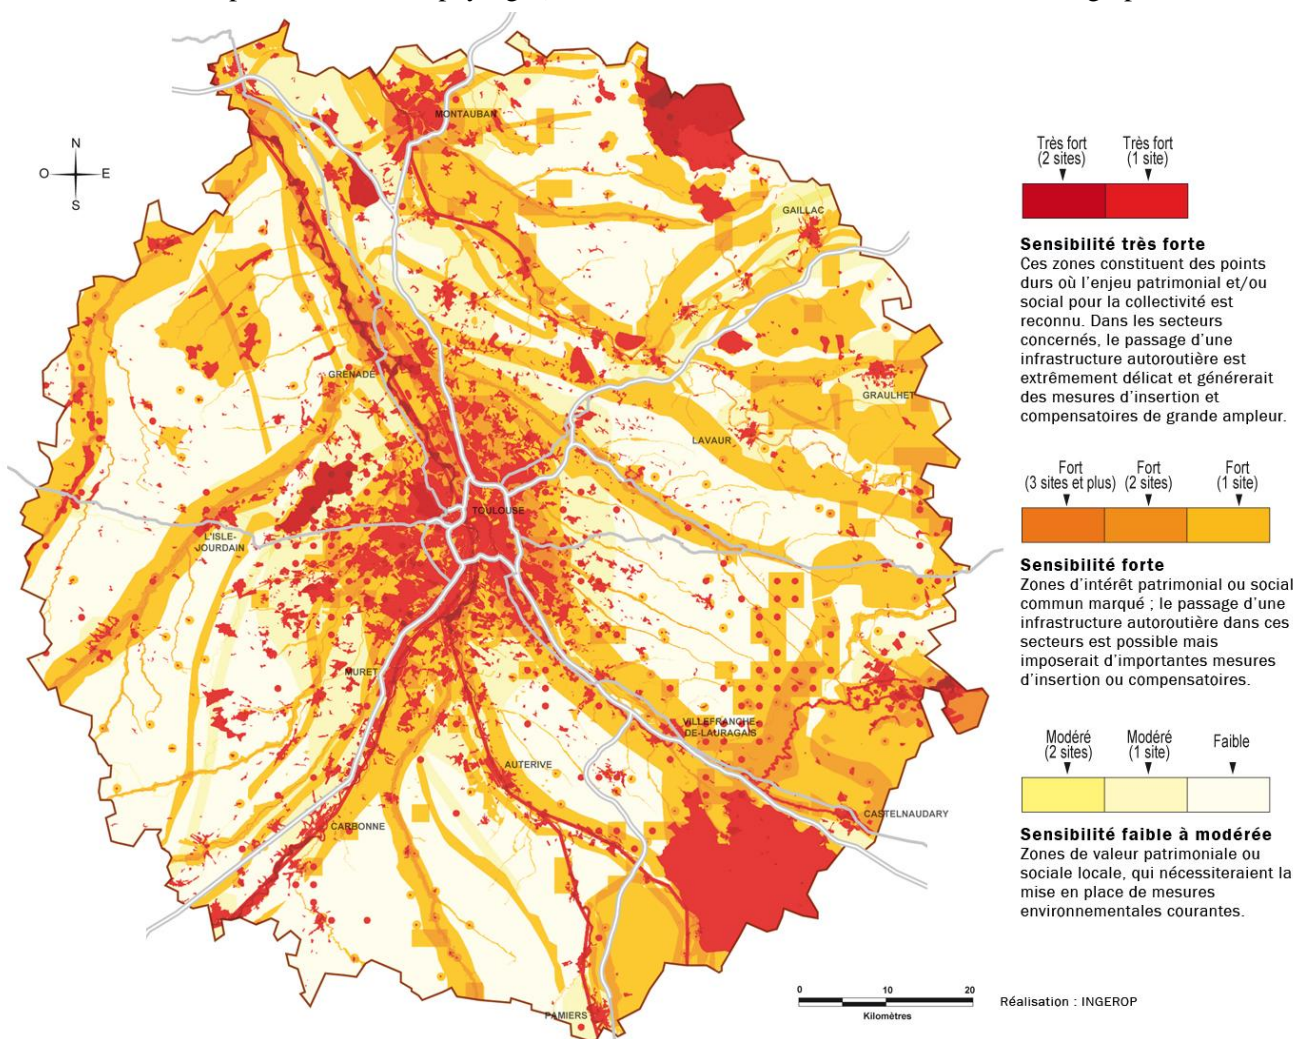 N
O E
S
MONTAUBAN
GAILLAC
GRENADE
GRAULHET
LAVAUR
TOULOUSE
L'ISLE-
JOURDAIN
MURET
VILLEFRANCHE-
DE-LAURAGAIS
AUTERIVE
CASTELNAUDARY
CARBONNE
PAMIERS
Très fort
(2 sites)
Très fort
(1 site)
Sensibilité très forte
Ces zones constituent des points
durs où l'enjeu patrimonial et/ou
social pour la collectivité est
reconnu. Dans les secteurs
concernés, le passage d'une
infrastructure autoroutière est
extrêmement délicat et générerait
des mesures d'insertion et
compensatoires de grande ampleur.
Fort
(3 sites et plus)
Fort
(2 sites)
Fort
(1 site)
Sensibilité forte
Zones d'intérêt patrimonial ou social
commun marqué ; le passage d'une
infrastructure autoroutière dans ces
secteurs est possible mais
imposerait d'importantes mesures
d'insertion ou compensatoires.
Modéré
(2 sites)
Modéré
(1 site)
Faible
Sensibilité faible à modérée
Zones de valeur patrimoniale ou
sociale locale, qui nécessiteraient la
mise en place de mesures
environnementales courantes.
0 10 20
Kilomètres
Réalisation : INGEROP